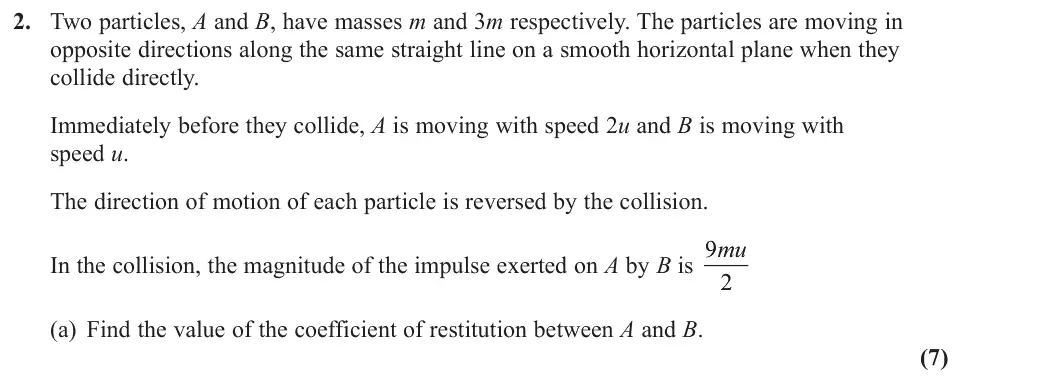 2. Two particles, A and B, have masses m and 3m respectively. The particles are moving in
opposite directions along the same straight line on a smooth horizontal plane when they
collide directly.
Immediately before they collide, A is moving with speed 2u and B is moving with
speed u.
The direction of motion of each particle is reversed by the collision.
In the collision, the magnitude of the impulse exerted on A by B is 9mu/2
(a) Find the value of the coefficient of restitution between A and B.
(7)